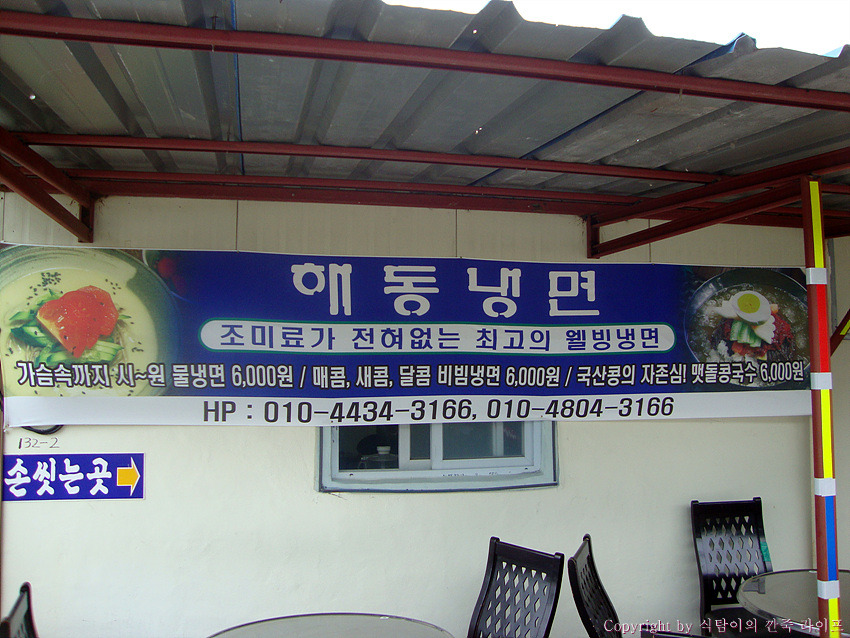 해동냉면
조미료가 전혀없는 최고의 웰빙냉면
가슴속까지 시~원 물냉면 6,000원 / 매콤, 새콤, 달콤 비빔냉면 6,000원 / 국산콩의 자존심! 맷돌콩국수 6,000원
HP : 010-4434-3166, 010-4804-3166
132-2
손씻는곳
Copyright by 식탐이의 깐죽 라이프